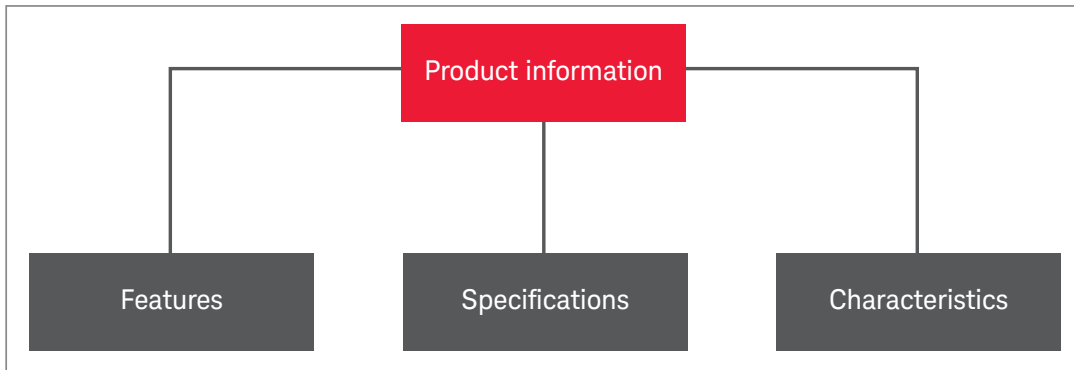 Product information
Features
Specifications
Characteristics